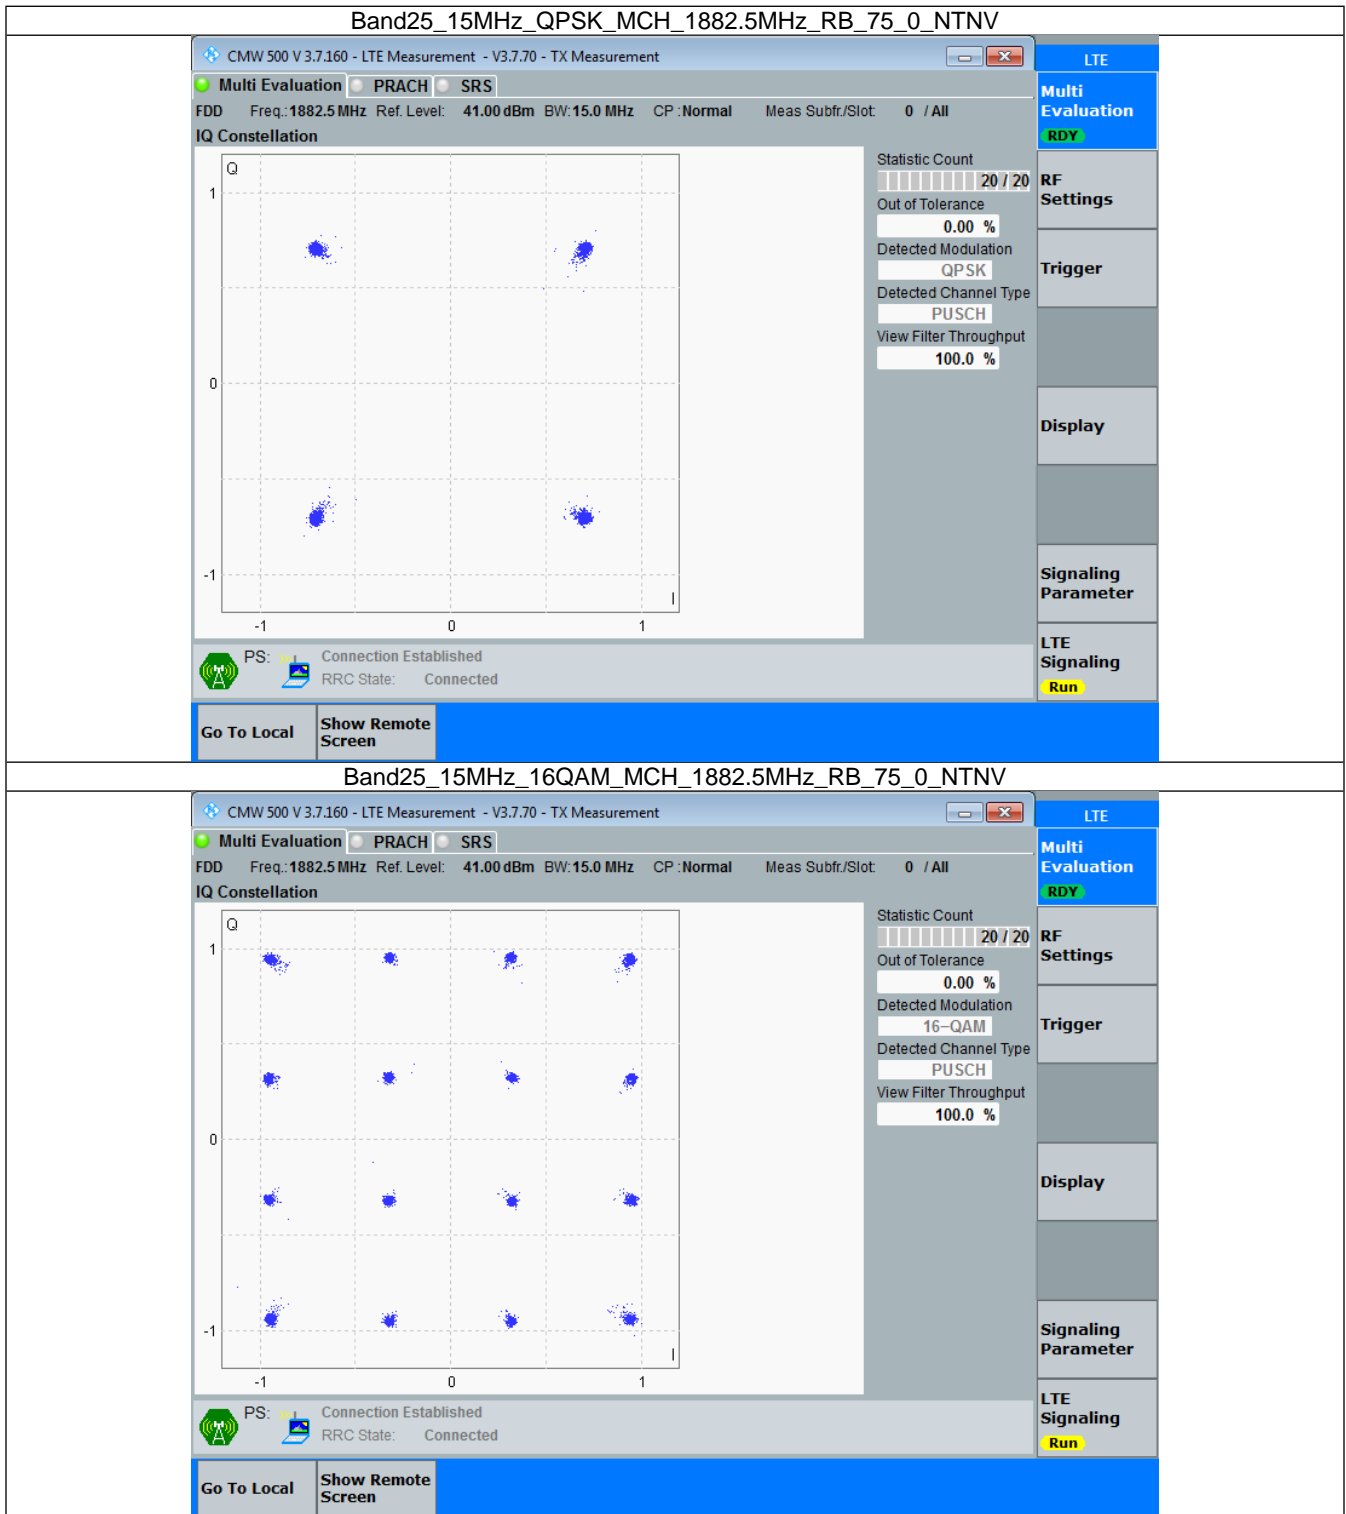 Band25_15MHz_QPSK_MCH_1882.5MHz_RB_75_0_NTNV
CMW 500 V 3.7.160 - LTE Measurement - V3.7.70 - TX Measurement
LTE
Multi Evaluation PRACH SRS
Multi
Evaluation
RDY
FDD Freq.:1882.5 MHz Ref. Level: 41.00 dBm BW:15.0 MHz CP :Normal Meas Subfr./Slot: 0 / All
IQ Constellation
Q
1
0
-1
I
-1 0 1
Statistic Count
20 / 20
Out of Tolerance
0.00 %
Detected Modulation
QPSK
Detected Channel Type
PUSCH
View Filter Throughput
100.0 %
RF
Settings
Trigger
Display
Signaling
Parameter
LTE
Signaling
Run
PS: Connection Established
RRC State: Connected
Go To Local
Show Remote
Screen
Band25_15MHz_16QAM_MCH_1882.5MHz_RB_75_0_NTNV
CMW 500 V 3.7.160 - LTE Measurement - V3.7.70 - TX Measurement
LTE
Multi Evaluation PRACH SRS
Multi
Evaluation
RDY
FDD Freq.:1882.5 MHz Ref. Level: 41.00 dBm BW:15.0 MHz CP :Normal Meas Subfr./Slot: 0 / All
IQ Constellation
Q
1
0
-1
I
-1 0 1
Statistic Count
20 / 20
Out of Tolerance
0.00 %
Detected Modulation
16-QAM
Detected Channel Type
PUSCH
View Filter Throughput
100.0 %
RF
Settings
Trigger
Display
Signaling
Parameter
LTE
Signaling
Run
PS: Connection Established
RRC State: Connected
Go To Local
Show Remote
Screen